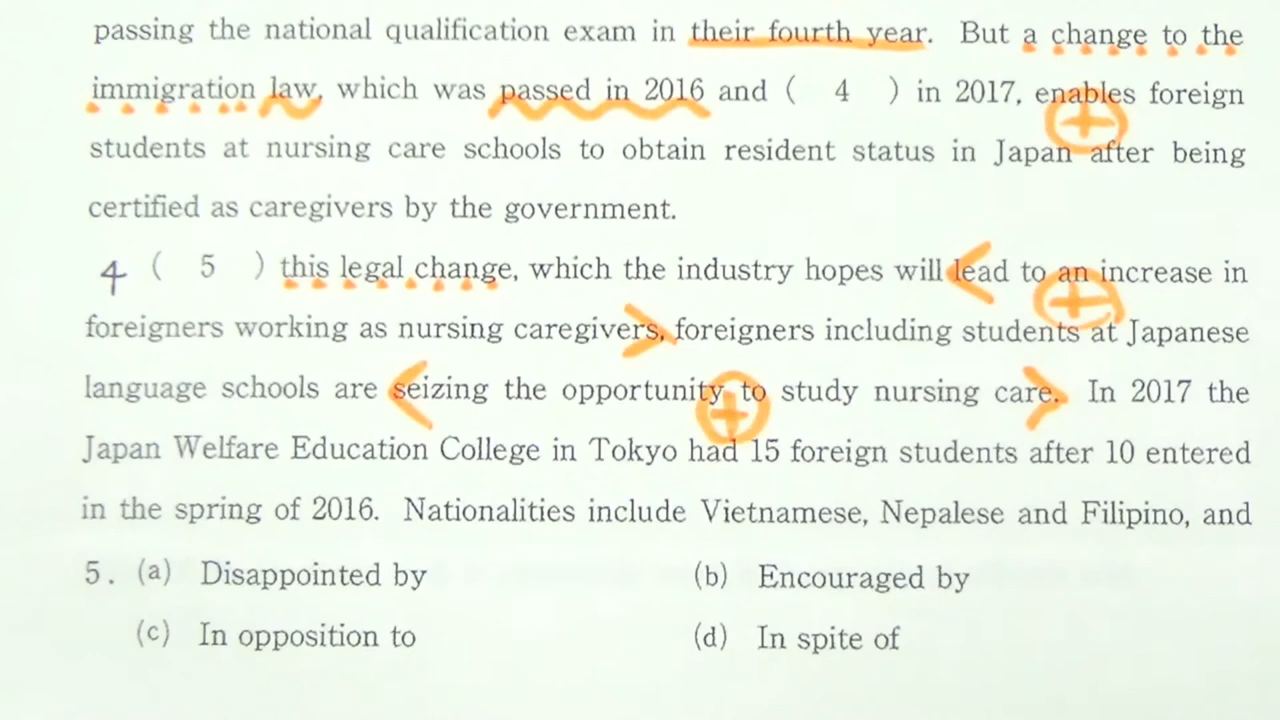 passing the national qualification exam in their fourth year. But a change to the
immigration law, which was passed in 2016 and ( 4 ) in 2017, enables foreign
students at nursing care schools to obtain resident status in Japan after being
certified as caregivers by the government.
4 ( 5 ) this legal change, which the industry hopes will lead to an increase in
foreigners working as nursing caregivers, foreigners including students at Japanese
language schools are seizing the opportunity to study nursing care. In 2017 the
Japan Welfare Education College in Tokyo had 15 foreign students after 10 entered
in the spring of 2016. Nationalities include Vietnamese, Nepalese and Filipino, and
5. (a) Disappointed by (b) Encouraged by
(c) In opposition to (d) In spite of